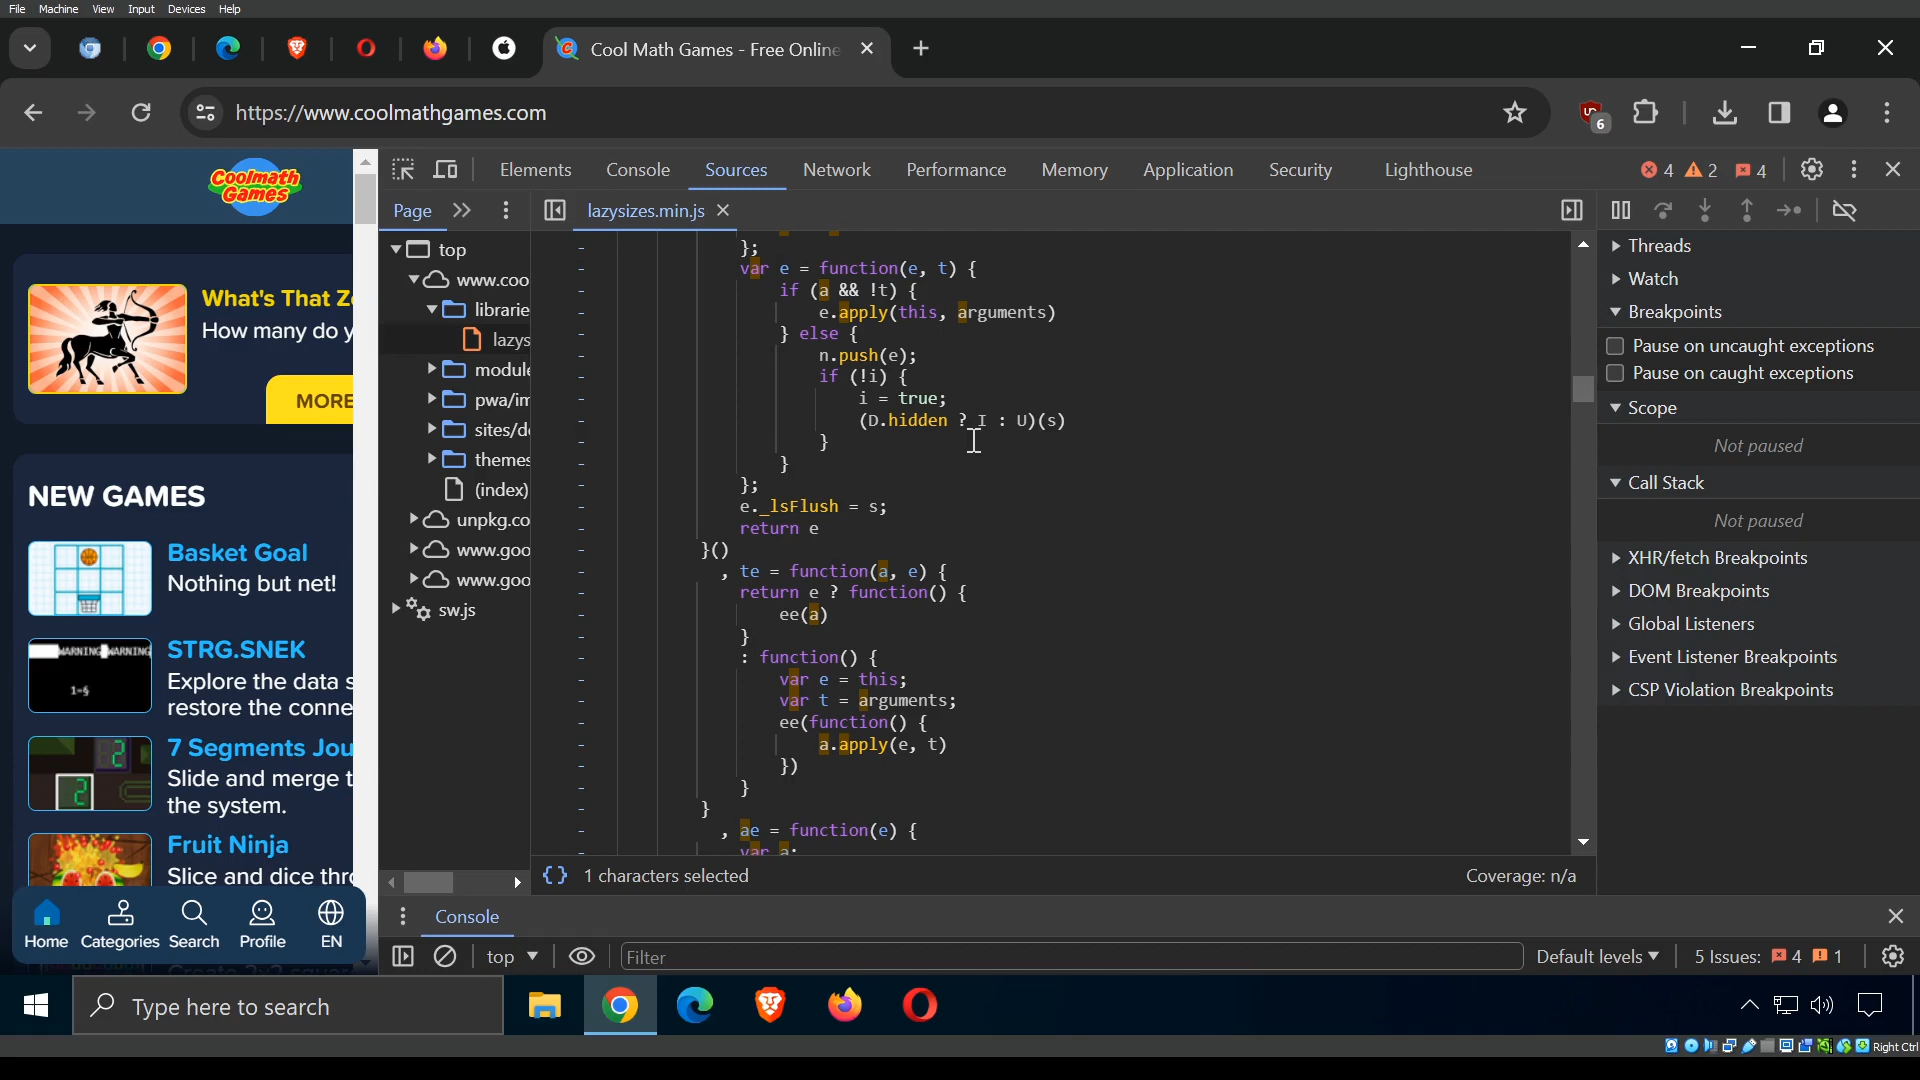 File Machine View Input Devices Help
Cool Math Games - Free Online
https://www.coolmathgames.com
6
Coolmath Games
What's That Zo
How many do y
MORE
NEW GAMES
Basket Goal
Nothing but net!
WARNING WARNING
STRG.SNEK
Explore the data s
restore the conne
7 Segments Jou
Slide and merge t
the system.
Fruit Ninja
Slice and dice thr
Home Categories Search Profile EN
Elements Console Sources Network Performance Memory Application Security Lighthouse 4 2 4
Page lazysizes.min.js
top
www.coo
librarie
lazys
module
pwa/im
sites/de
themes
(index)
unpkg.co
www.goo
www.goo
sw.js
};
var e = function(e, t) {
if (a && !t) {
e.apply(this, arguments)
} else {
n.push(e);
if (!i) {
i = true;
(D.hidden ? I : U)(s)
}
}
};
e._lsFlush = s;
return e
}()
, te = function(a, e) {
return e ? function() {
ee(a)
}
: function() {
var e = this;
var t = arguments;
ee(function() {
a.apply(e, t)
})
}
}
, ae = function(e) {
var a;
{} 1 characters selected Coverage: n/a
Threads
Watch
Breakpoints
Pause on uncaught exceptions
Pause on caught exceptions
Scope
Not paused
Call Stack
Not paused
XHR/fetch Breakpoints
DOM Breakpoints
Global Listeners
Event Listener Breakpoints
CSP Violation Breakpoints
Console
top Filter Default levels 5 Issues: 4 1
Type here to search
Right Ctrl